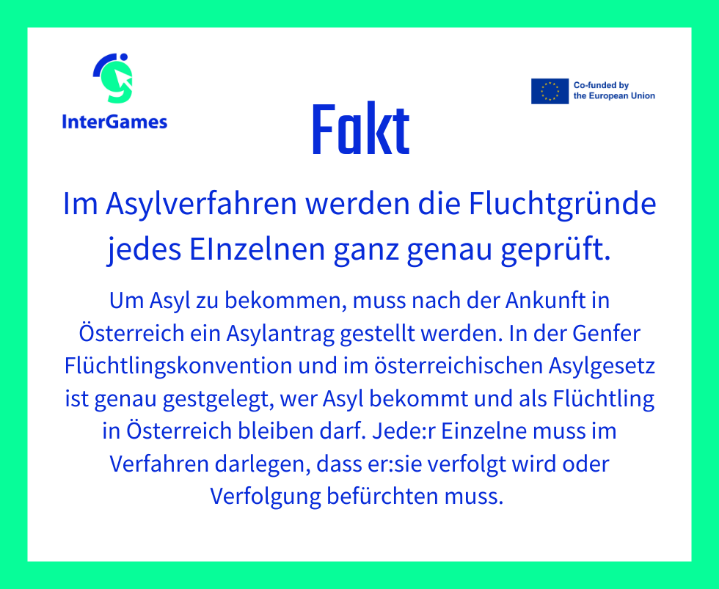 InterGames
Co-funded by
the European Union
Fakt
Im Asylverfahren werden die Fluchtgründe
jedes EInzelnen ganz genau geprüft.
Um Asyl zu bekommen, muss nach der Ankunft in
Österreich ein Asylantrag gestellt werden. In der Genfer
Flüchtlingskonvention und im österreichischen Asylgesetz
ist genau gestgelegt, wer Asyl bekommt und als Flüchtling
in Österreich bleiben darf. Jede:r Einzelne muss im
Verfahren darlegen, dass er:sie verfolgt wird oder
Verfolgung befürchten muss.